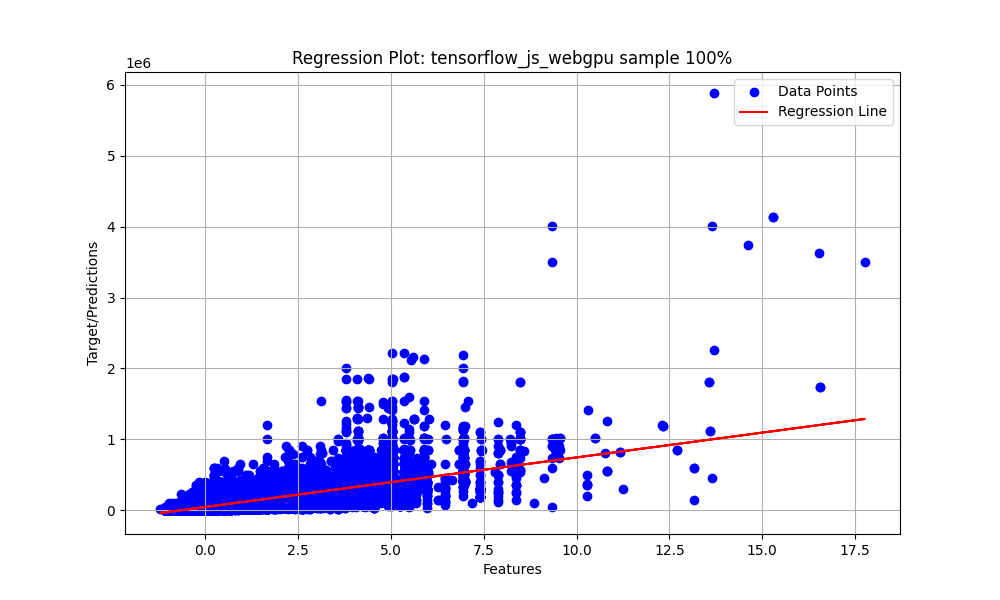 Regression Plot: tensorflow_js_webgpu sample 100%
1e6
Data Points
Regression Line
6
5
4
3
2
1
0
Target/Predictions
0.0 2.5 5.0 7.5 10.0 12.5 15.0 17.5
Features